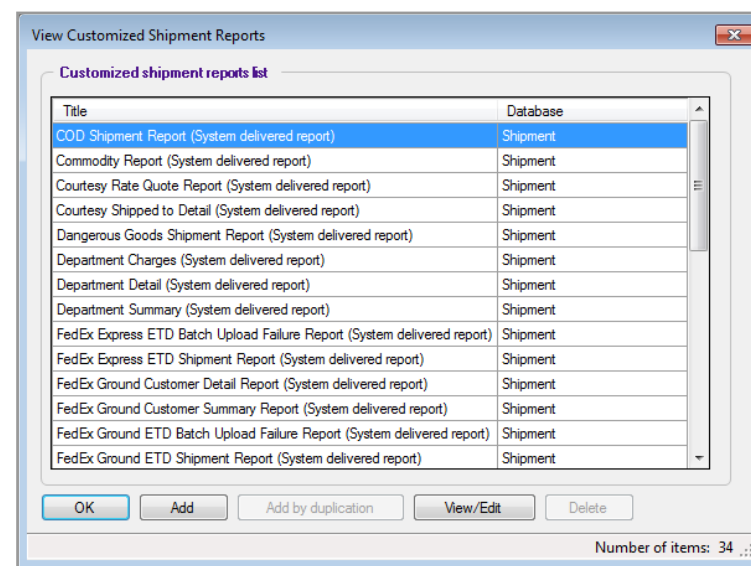 View Customized Shipment Reports
Customized shipment reports list
Title Database
COD Shipment Report (System delivered report) Shipment
Commodity Report (System delivered report) Shipment
Courtesy Rate Quote Report (System delivered report) Shipment
Courtesy Shipped to Detail (System delivered report) Shipment
Dangerous Goods Shipment Report (System delivered report) Shipment
Department Charges (System delivered report) Shipment
Department Detail (System delivered report) Shipment
Department Summary (System delivered report) Shipment
FedEx Express ETD Batch Upload Failure Report (System delivered report) Shipment
FedEx Express ETD Shipment Report (System delivered report) Shipment
FedEx Ground Customer Detail Report (System delivered report) Shipment
FedEx Ground Customer Summary Report (System delivered report) Shipment
FedEx Ground ETD Batch Upload Failure Report (System delivered report) Shipment
FedEx Ground ETD Shipment Report (System delivered report) Shipment
OK Add Add by duplication View/Edit Delete
Number of items: 34